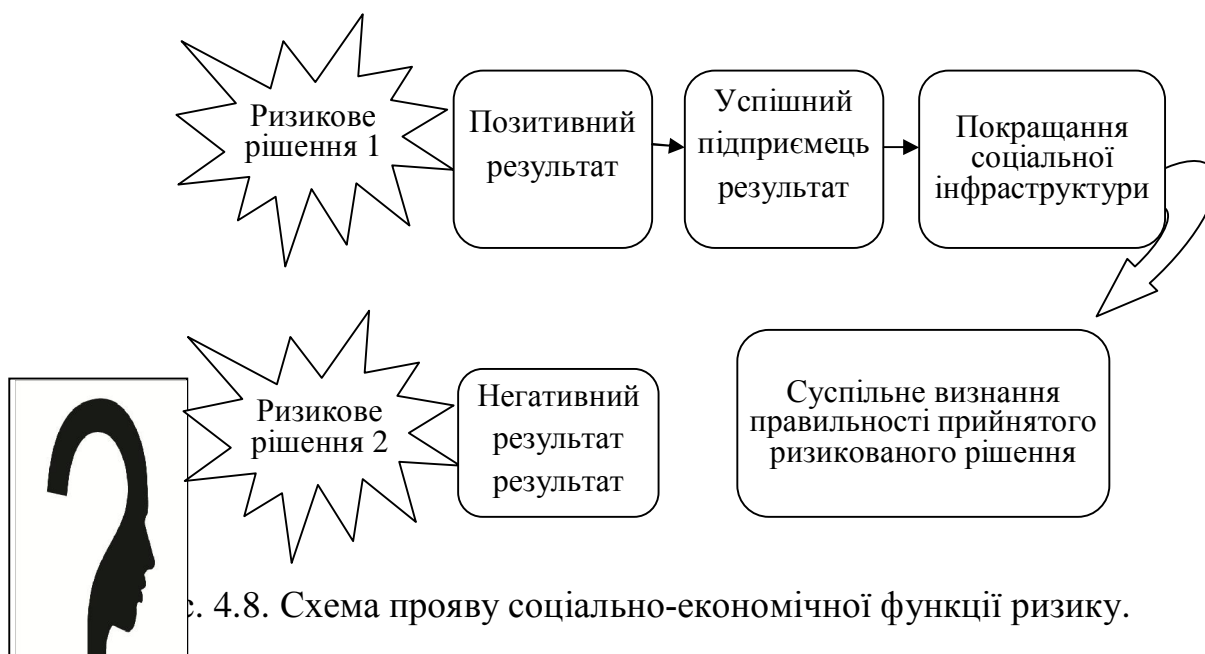 Ризикове
рішення 1
Позитивний
результат
Успішний
підприємець
результат
Покращання
соціальної
інфраструктури
Ризикове
рішення 2
Негативний
результат
результат
Суспільне визнання
правильності прийнятого
ризикованого рішення
с. 4.8. Схема прояву соціально-економічної функції ризику.